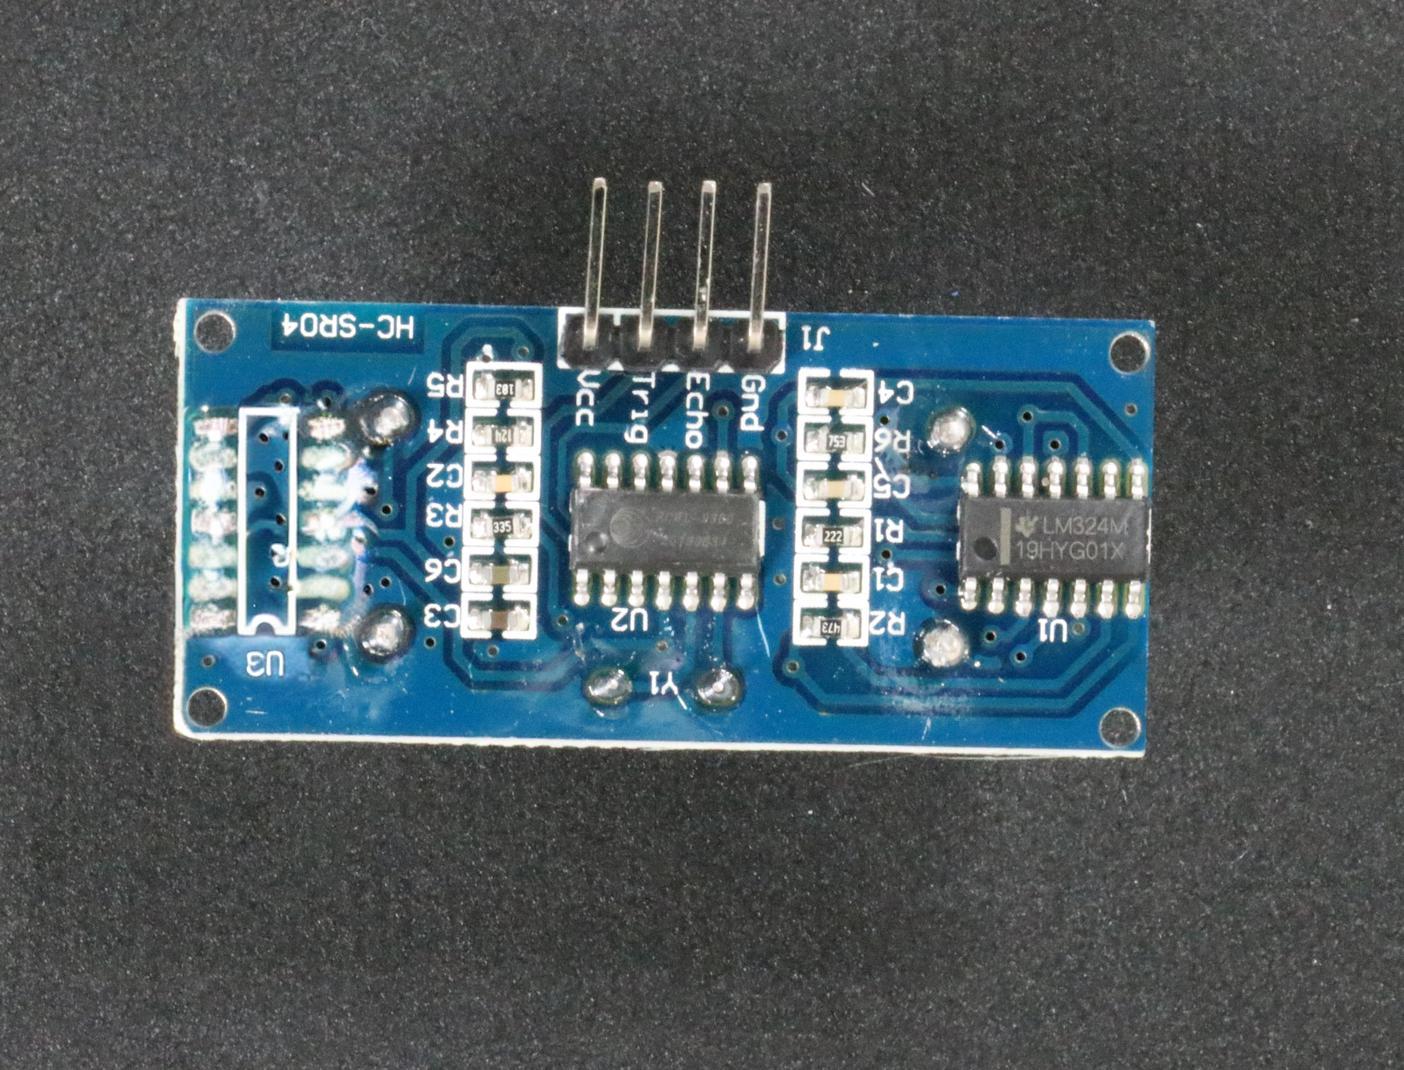 HC-SR04
J1
Vcc
Trig
Echo
Gnd
R5
103
R4
124
C2
R3
335
C6
C3
C4
R6
753
C5
R1
222
C1
R2
473
LM324M
19HYG01X
U2
U1
U3
Y1